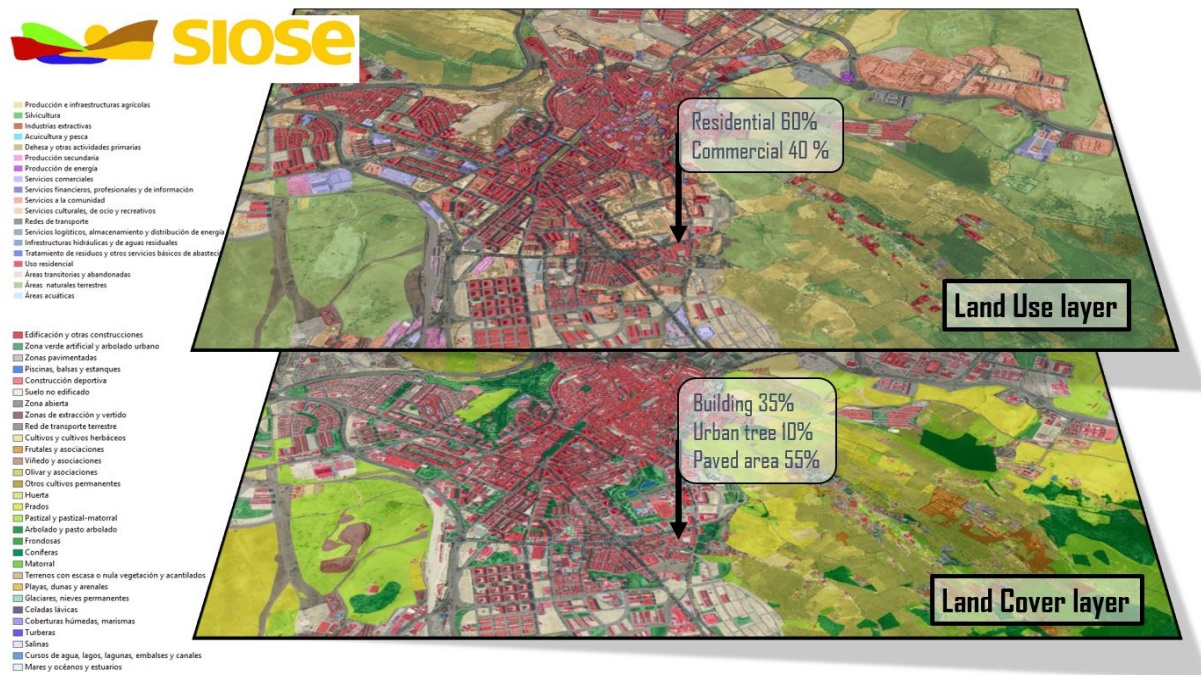 SIOSE
Producción e infraestructuras agrícolas
Silvicultura
Industrias extractivas
Acuicultura y pesca
Dehesa y otras actividades primarias
Producción secundaria
Producción de energía
Servicios comerciales
Servicios financieros, profesionales y de información
Servicios a la comunidad
Servicios culturales, de ocio y recreativos
Redes de transporte
Servicios logísticos, almacenamiento y distribución de energía
Infrestructuras hidráulicas y de aguas residuales
Tratamiento de residuos y otros servicios básicos de abasteci
Uso residencial
Áreas transitorias y abandonadas
Áreas naturales terrestres
Áreas acuáticas
Residential 60%
Commercial 40 %
Land Use layer
Edificación y otras construcciones
Zona verde artificial y arbolado urbano
Zonas pavimentadas
Piscinas, balsas y estanques
Construcción deportiva
Suelo no edificado
Zona abierta
Zonas de extracción y vertido
Red de transporte terrestre
Cultivos y cultivos herbáceos
Frutales y asociaciones
Viñedo y asociaciones
Olivar y asociaciones
Otros cultivos permanentes
Huerta
Prados
Pastizal y pastizal-matorral
Arbolado y pasto arbolado
Frondosas
Coníferas
Matorral
Terrenos con escasa o nula vegetación y acantilados
Playas, dunas y arenales
Glaciares, nieves permanentes
Coladas lávicas
Coberturas húmedas, marismas
Turberas
Salinas
Cursos de agua, lagos, lagunas, embalses y canales
Mares y océanos y estuarios
Building 35%
Urban tree 10%
Paved area 55%
Land Cover layer